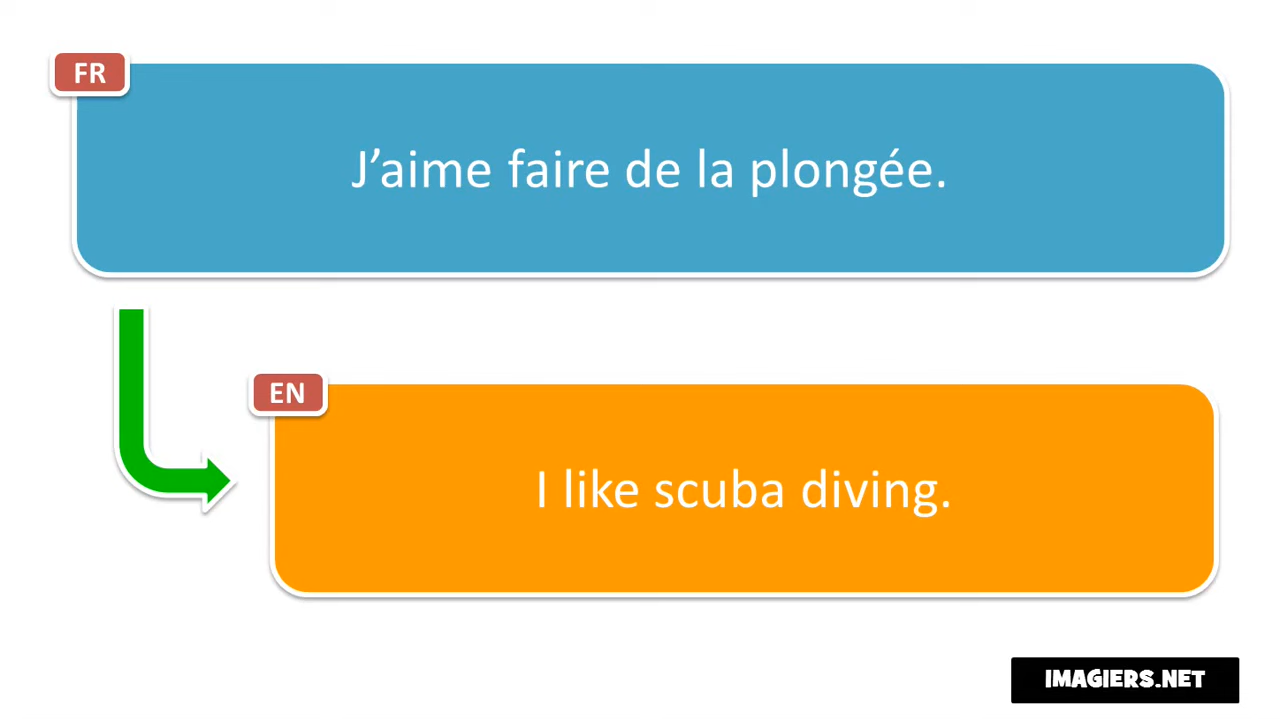 FR
J’aime faire de la plongée.
EN
I like scuba diving.
IMAGIERS.NET